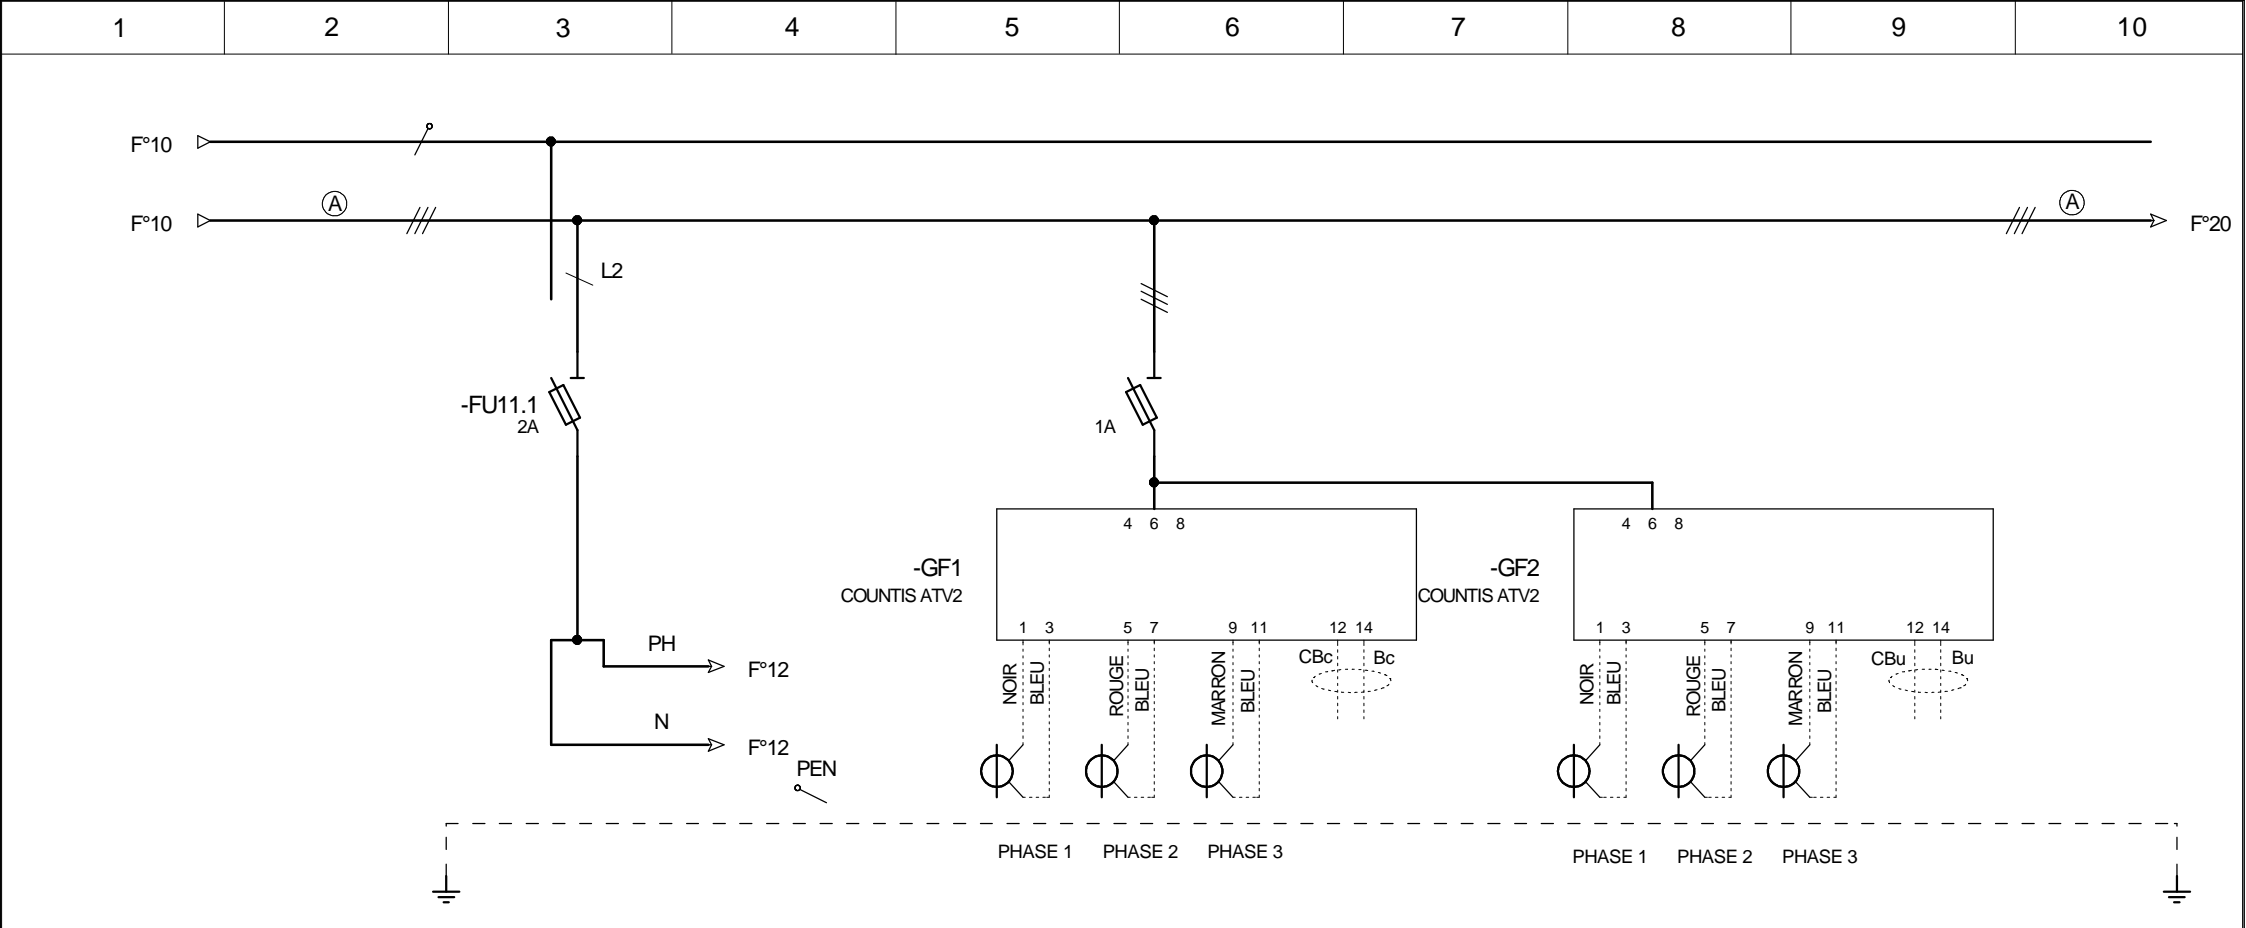 1 2 3 4 5 6 7 8 9 10
F°10
A A
F°10 F°20
L2
-FU11.1
2A
1A
4 6 8 4 6 8
-GF1 -GF2
COUNTIS ATV2 COUNTIS ATV2
1 3 5 7 9 11 12 14 1 3 5 7 9 11 12 14
PH
F°12
CBc Bc CBu Bu
NOIR BLEU ROUGE BLEU MARRON BLEU NOIR BLEU ROUGE BLEU MARRON BLEU
N
F°12
PEN
PHASE 1 PHASE 2 PHASE 3 PHASE 1 PHASE 2 PHASE 3